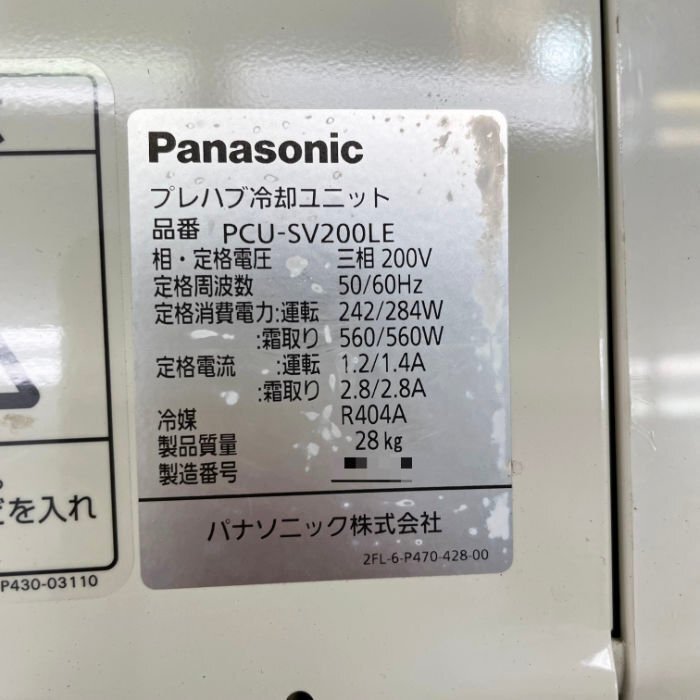 Panasonic
プレハブ冷却ユニット
品番 PCU-SV200LE
相・定格電圧 三相 200V
定格周波数 50/60Hz
定格消費電力:運転 242/284W
:霜取り 560/560W
定格電流 :運転 1.2/1.4A
:霜取り 2.8/2.8A
冷媒 R404A
製品質量 28kg
製造番号
パナソニック株式会社
2FL-6-P470-428-00
を入れ
P430-03110